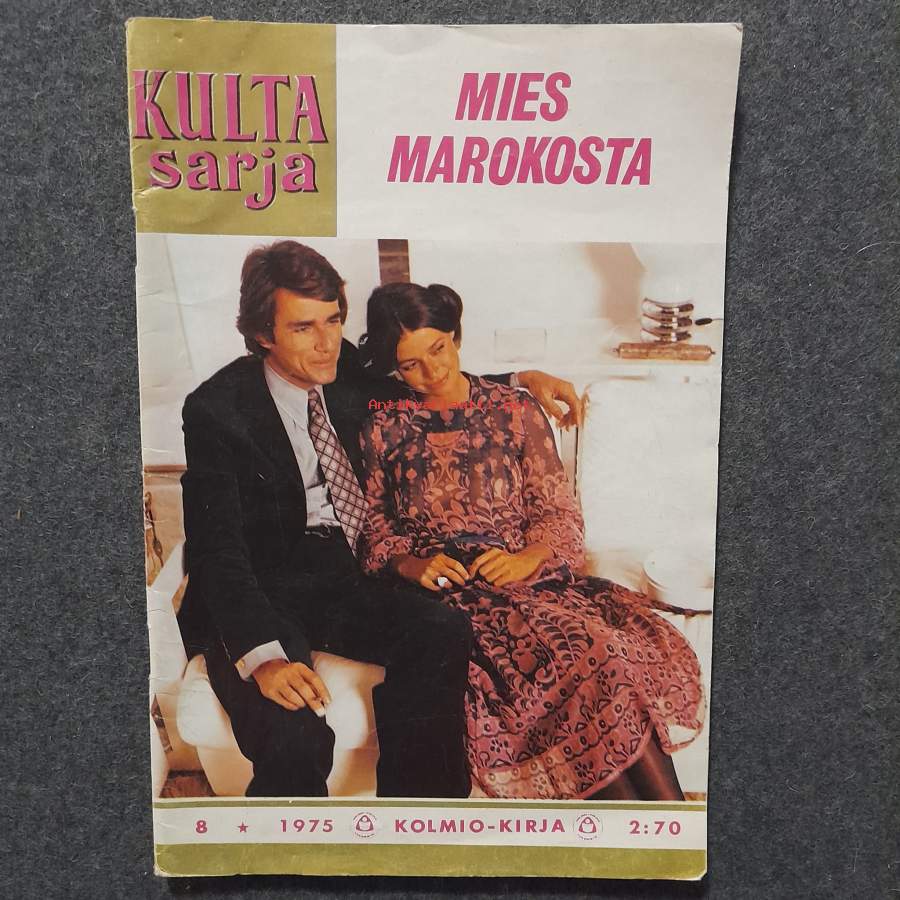 KULTA
sarja
MIES
MAROKOSTA
8 ★ 1975 KOLMIO-KIRJA 2:70